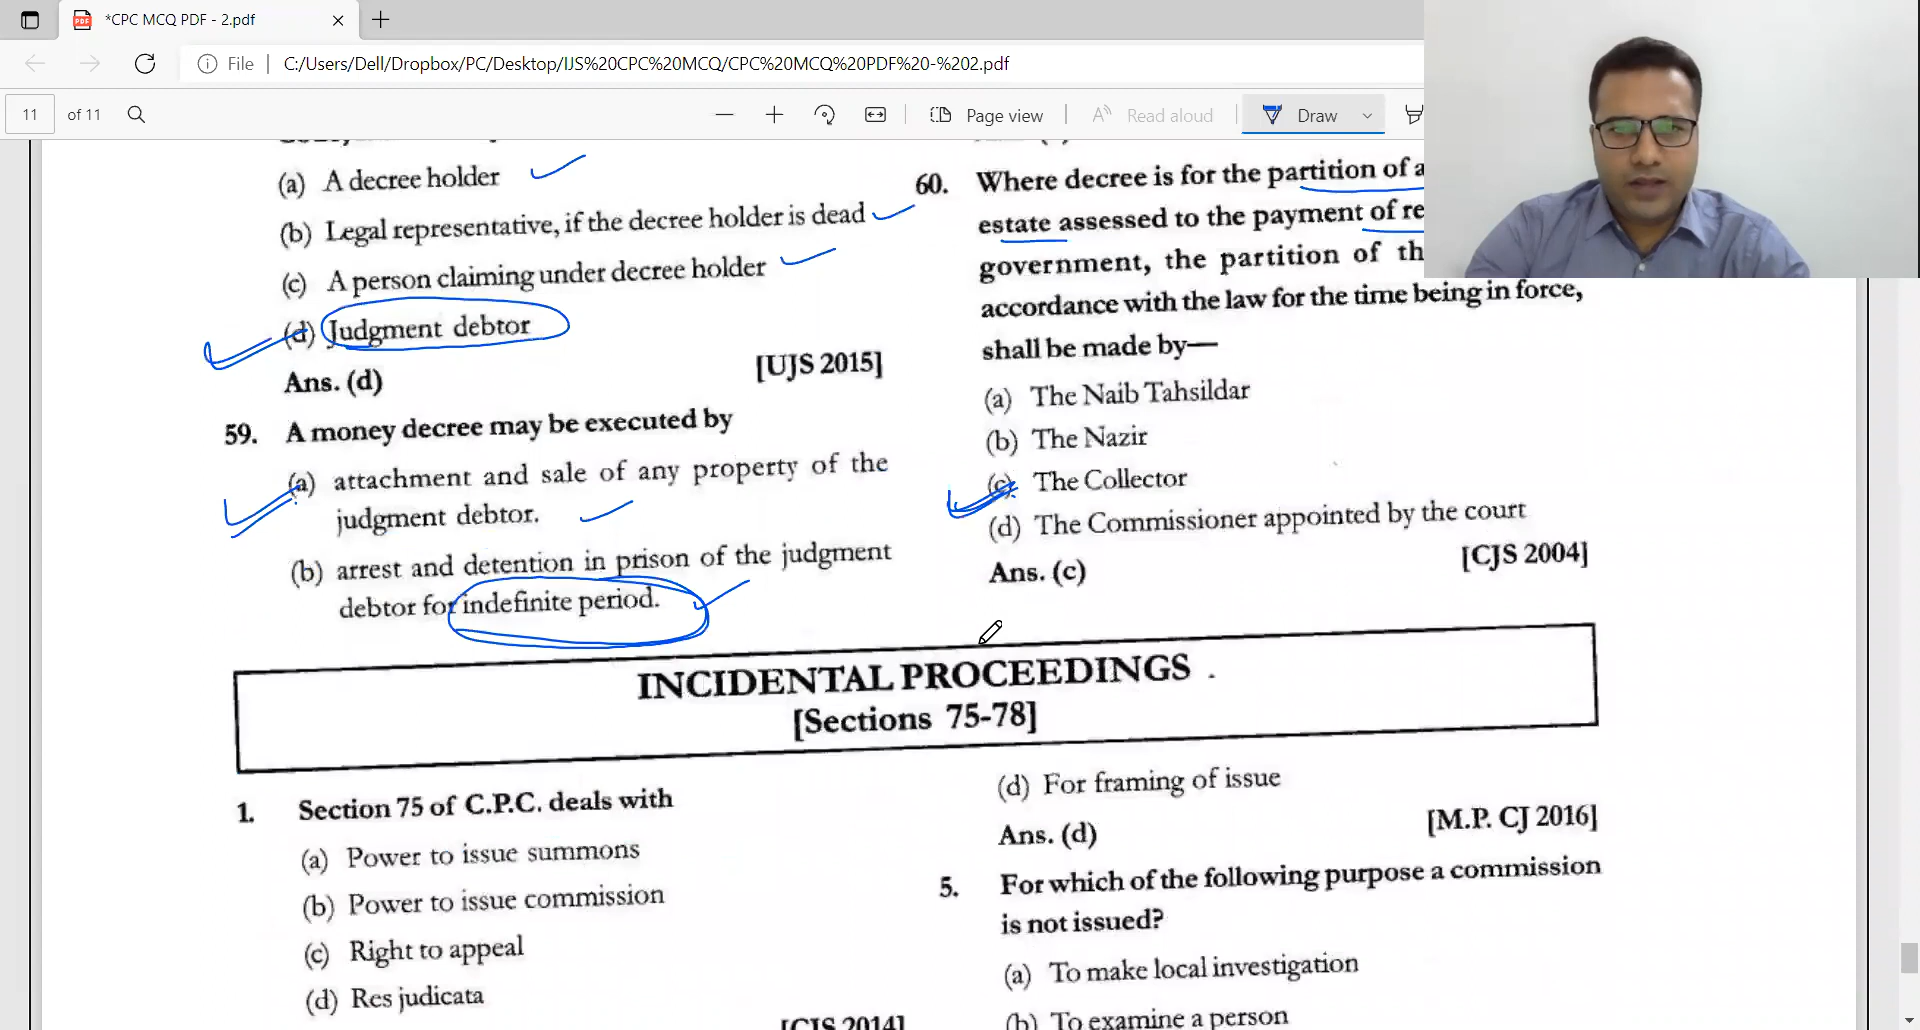 *CPC MCQ PDF - 2.pdf
File
C:/Users/Dell/Dropbox/PC/Desktop/IJS%20CPC%20MCQ/CPC%20MCQ%20PDF%20-%202.pdf
11 of 11
Page view
Read aloud
Draw
(a) A decree holder
(b) Legal representative, if the decree holder is dead
(c) A person claiming under decree holder
(d) Judgment debtor
Ans. (d) [UJS 2015]
59. A money decree may be executed by
(a) attachment and sale of any property of the
judgment debtor.
(b) arrest and detention in prison of the judgment
debtor for indefinite period.
60. Where decree is for the partition of a
estate assessed to the payment of re
government, the partition of th
accordance with the law for the time being in force,
shall be made by—
(a) The Naib Tahsildar
(b) The Nazir
(c) The Collector
(d) The Commissioner appointed by the court
Ans. (c) [CJS 2004]
INCIDENTAL PROCEEDINGS
[Sections 75-78]
1. Section 75 of C.P.C. deals with
(a) Power to issue summons
(b) Power to issue commission
(c) Right to appeal
(d) Res judicata
[CJS 2014]
(d) For framing of issue
Ans. (d) [M.P. CJ 2016]
5. For which of the following purpose a commission
is not issued?
(a) To make local investigation
(b) To examine a person